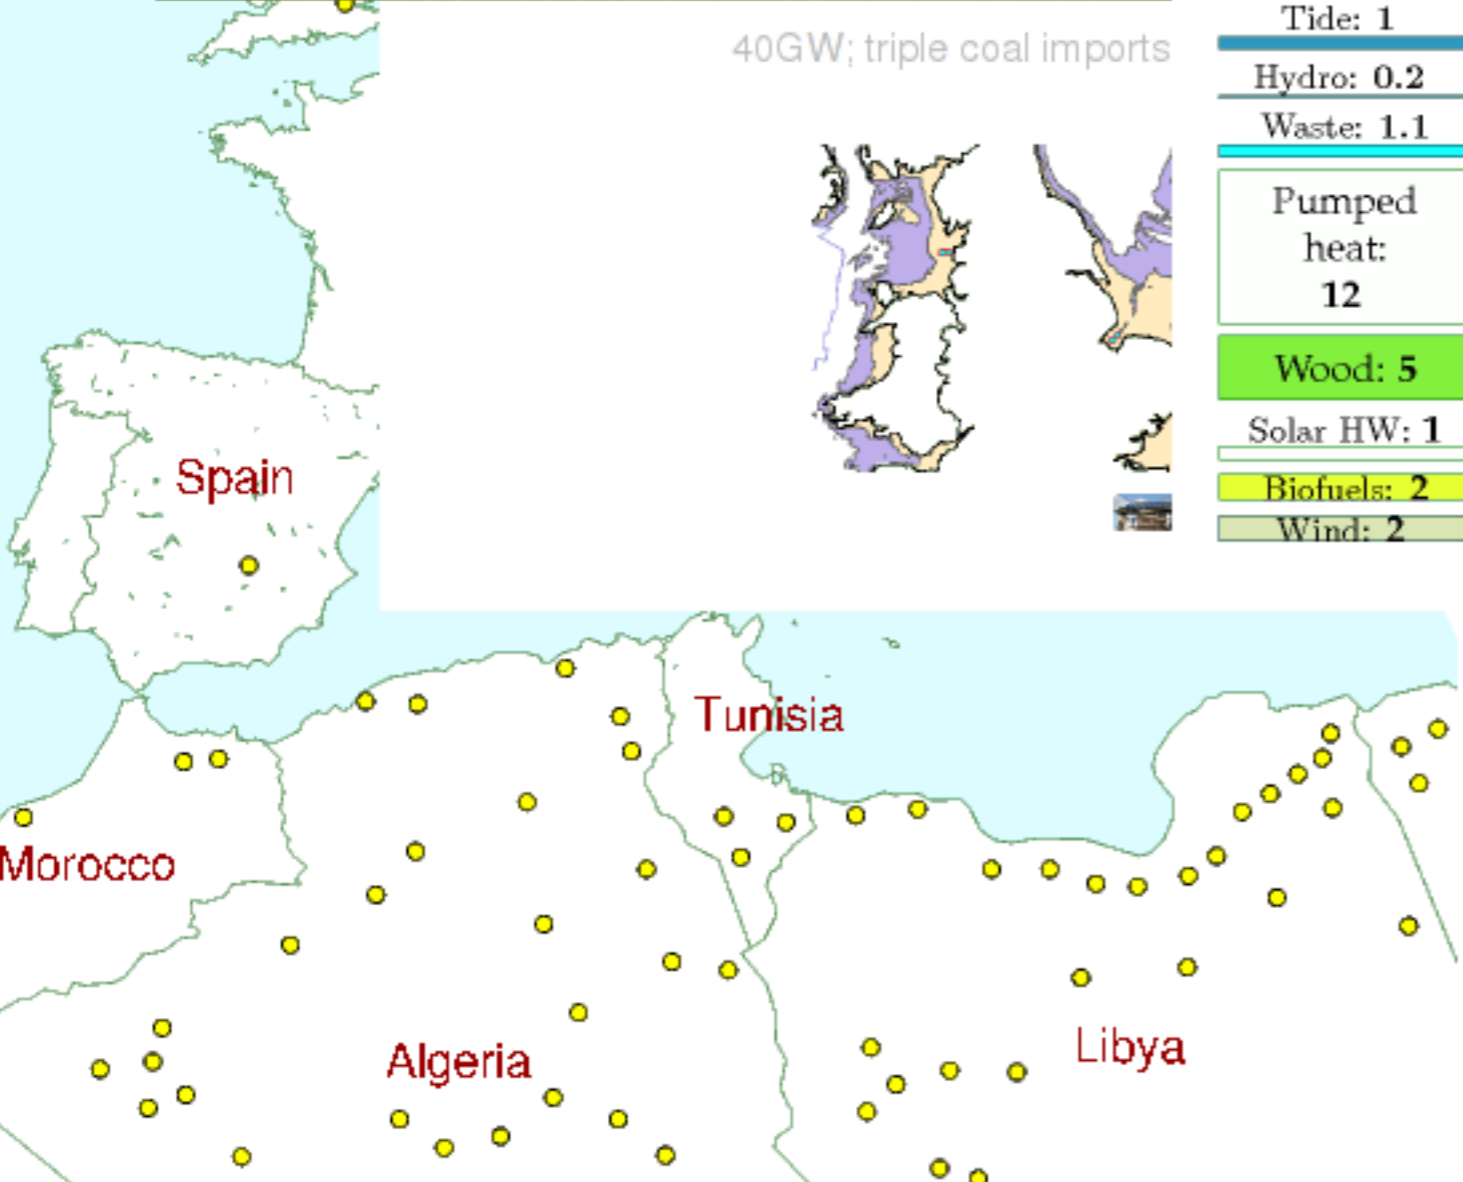 40GW; triple coal imports
Tide: 1
Hydro: 0.2
Waste: 1.1
Pumped
heat:
12
Wood: 5
Solar HW: 1
Biofuels: 2
Wind: 2
Spain
Tunisia
Morocco
Algeria
Libya